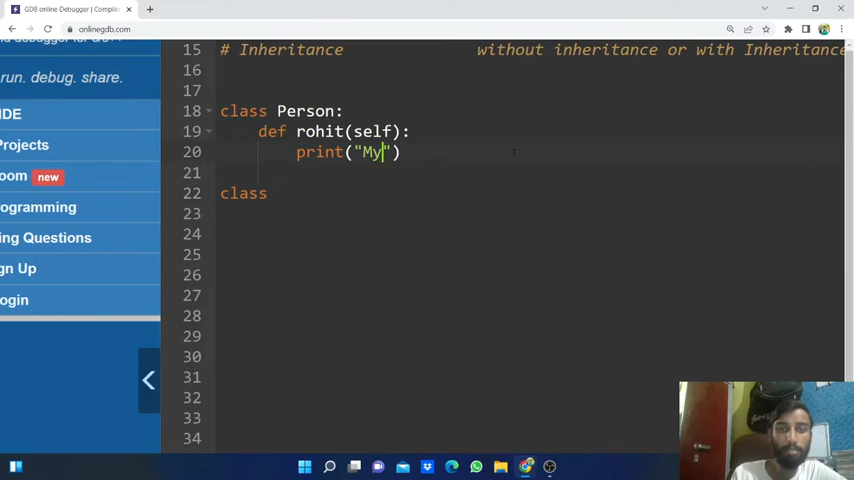 GDB online Debugger | Compiler
onlinegdb.com
run. debug. share.
IDE
Projects
oom new
ogramming
ing Questions
gn Up
ogin
15 # Inheritance without inheritance or with Inheritance
16
17
18 class Person:
19 def rohit(self):
20 print("My")
21
22 class
23
24
25
26
27
28
29
30
31
32
33
34